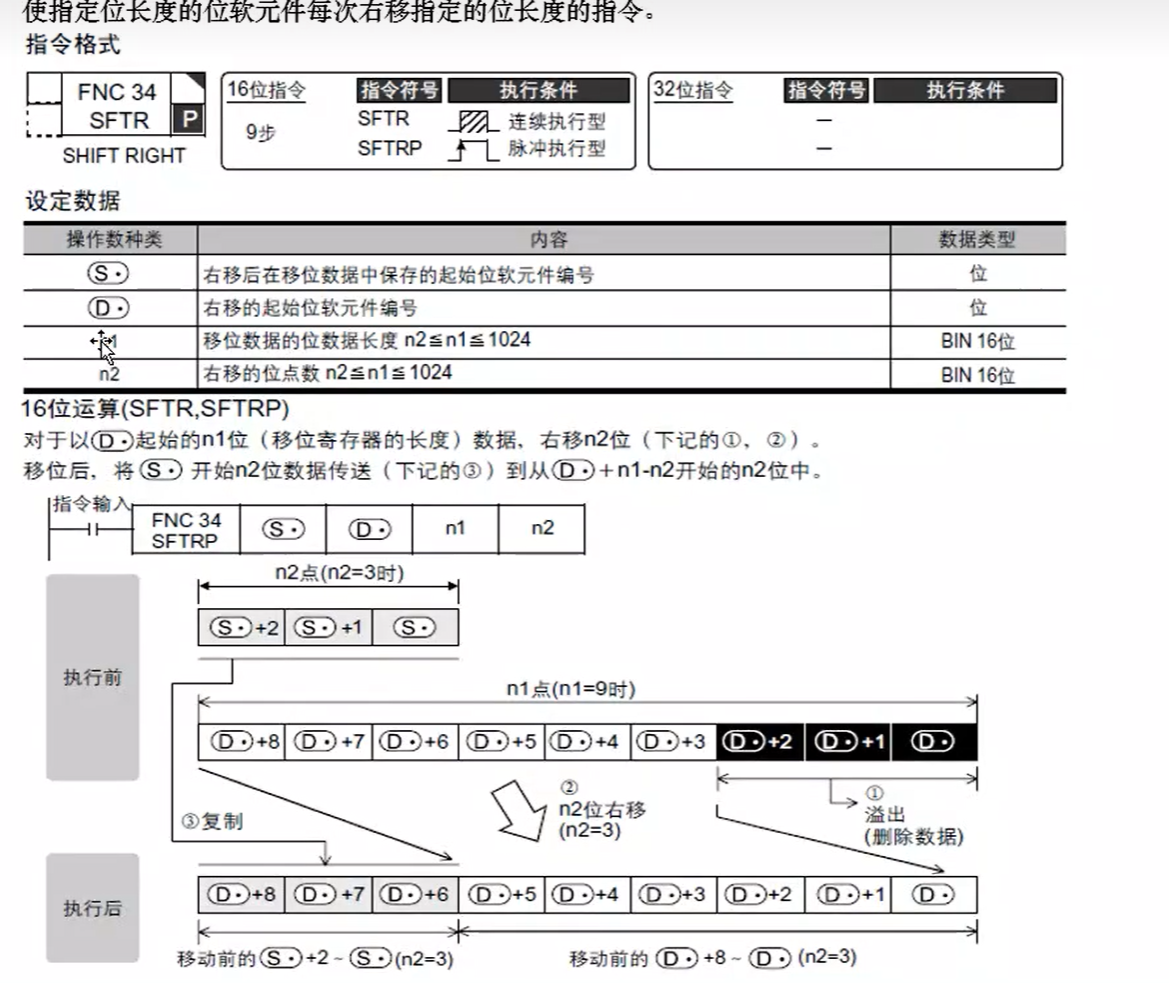 使指定位长度的位软元件每次右移指定的位长度的指令。
指令格式
FNC 34
SFTR
P
SHIFT RIGHT
16位指令 指令符号 执行条件
9步
SFTR 连续执行型
SFTRP 脉冲执行型
32位指令 指令符号 执行条件
—
—
设定数据
操作数种类 内容 数据类型
S· 右移后在移位数据中保存的起始位软元件编号 位
D· 右移的起始位软元件编号 位
移位数据的位数据长度 n2≦n1≦1024 BIN 16位
n2 右移的位点数 n2≦n1≦1024 BIN 16位
16位运算(SFTR,SFTRP)
对于以D·起始的n1位（移位寄存器的长度）数据，右移n2位（下记的①，②）。
移位后，将S·开始n2位数据传送（下记的③）到从D·+n1-n2开始的n2位中。
指令输入
FNC 34
SFTRP
S· D· n1 n2
n2点(n2=3时)
S·+2 S·+1 S·
执行前
n1点(n1=9时)
D·+8 D·+7 D·+6 D·+5 D·+4 D·+3 D·+2 D·+1 D·
②
n2位右移
(n2=3)
①
溢出
(删除数据)
③复制
执行后
D·+8 D·+7 D·+6 D·+5 D·+4 D·+3 D·+2 D·+1 D·
移动前的 S·+2 ~ S·(n2=3) 移动前的 D·+8 ~ D· (n2=3)